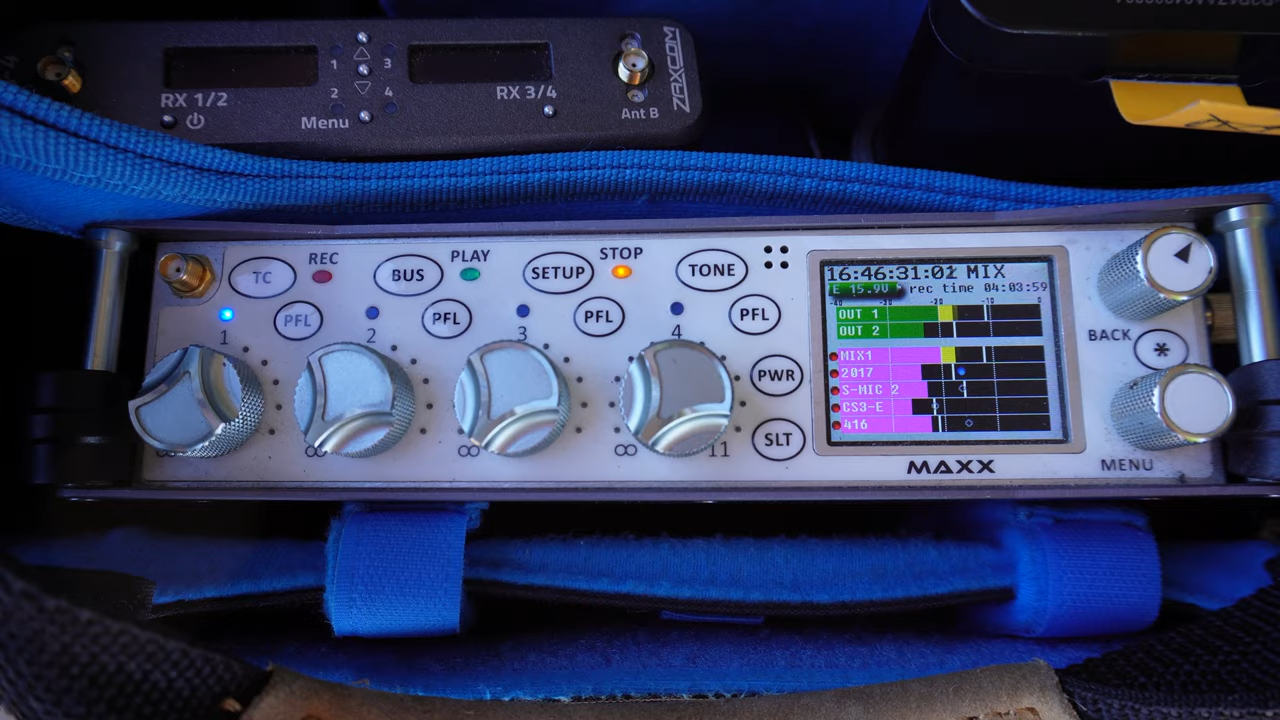 RX 1/2
1
2
3
4
Menu
RX 3/4
Ant B
ZAXCOM
TC
REC
BUS
PLAY
SETUP
STOP
TONE
1
PFL
2
PFL
3
PFL
4
PFL
PWR
SLT
∞
∞
∞
∞
11
16:46:31:02 MIX
E 15.9V rec time 04:03:59
-40 -30 -20 -10 0
OUT 1
OUT 2
MIX1
2017
S-MIC 2
CS3-E
416
MAXX
BACK
*
MENU